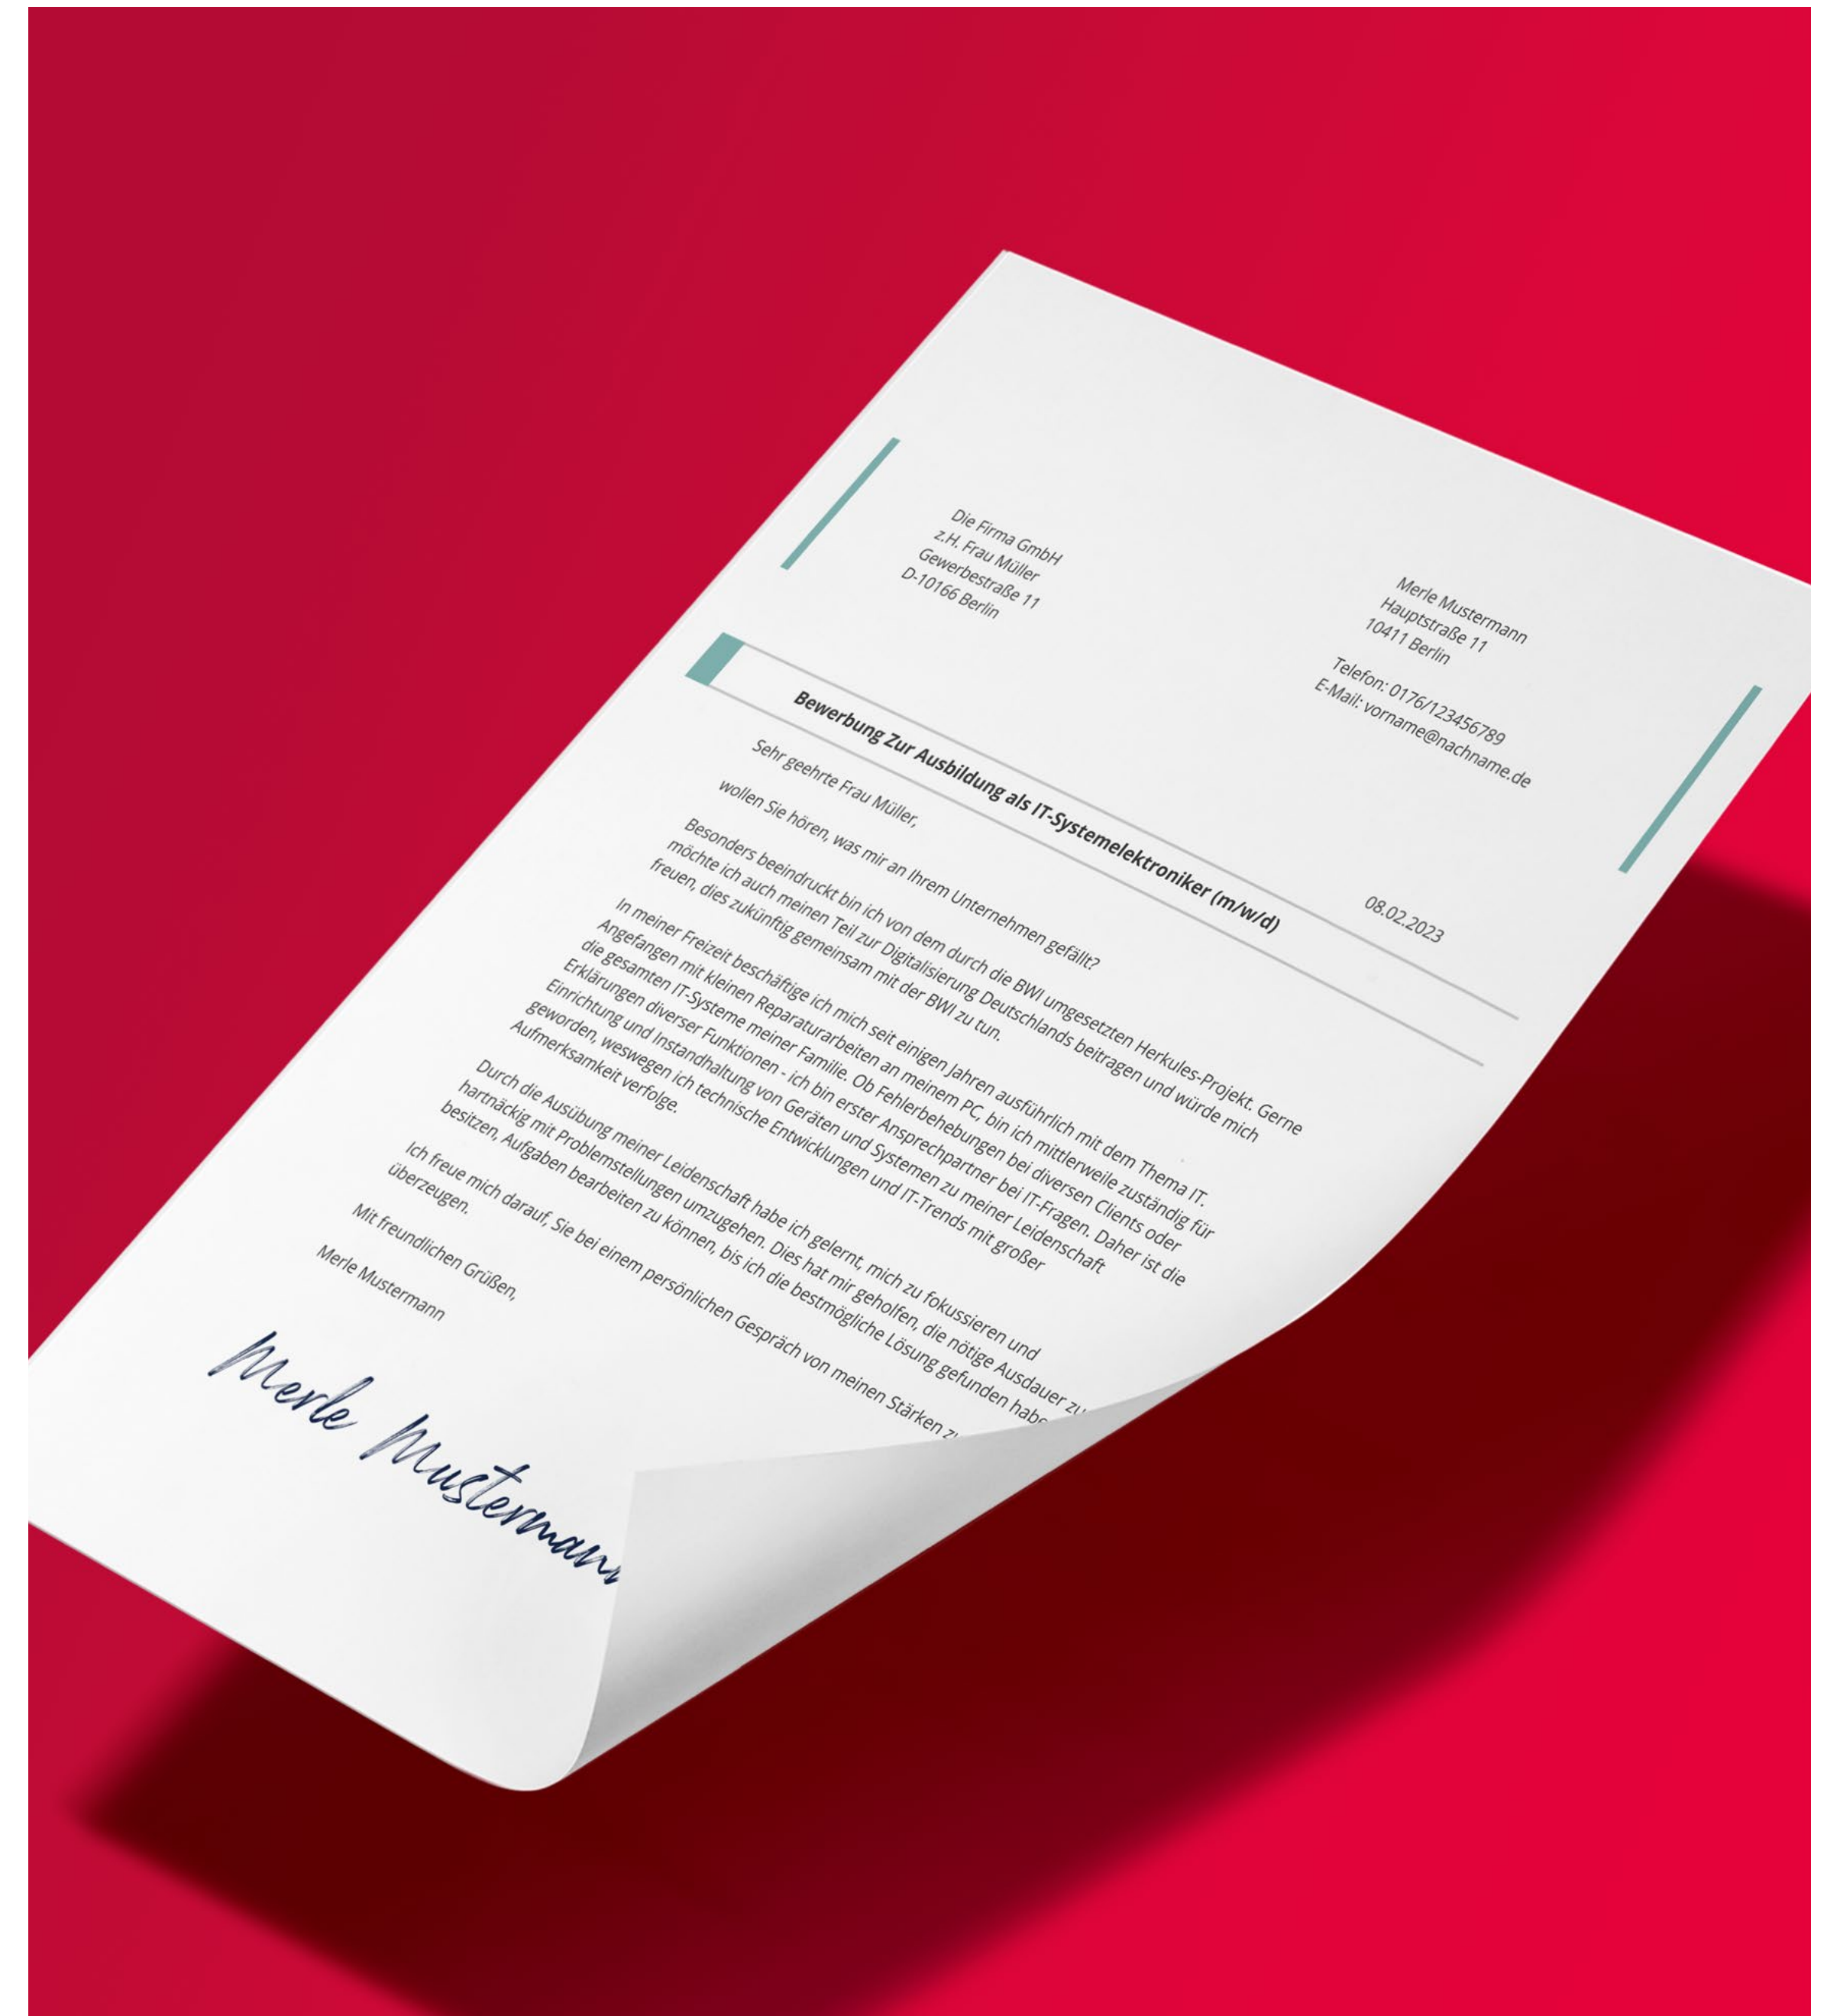 Die Firma GmbH
z.H. Frau Müller
Gewerbestraße 11
D-10166 Berlin
Merle Mustermann
Hauptstraße 11
10411 Berlin
Telefon: 0176/123456789
E-Mail: vorname@nachname.de
Bewerbung Zur Ausbildung als IT-Systemelektroniker (m/w/d)
08.02.2023
Sehr geehrte Frau Müller,
wollen Sie hören, was mir an Ihrem Unternehmen gefällt?
Besonders beeindruckt bin ich von dem durch die BWI umgesetzten Herkules-Projekt. Gerne
möchte ich auch meinen Teil zur Digitalisierung Deutschlands beitragen und würde mich
freuen, dies zukünftig gemeinsam mit der BWI zu tun.
In meiner Freizeit beschäftige ich mich seit einigen Jahren ausführlich mit dem Thema IT.
Angefangen mit kleinen Reparaturarbeiten an meinem PC, bin ich mittlerweile zuständig für
die gesamten IT-Systeme meiner Familie. Ob Fehlerbehebungen bei diversen Clients oder
Erklärungen diverser Funktionen - ich bin erster Ansprechpartner bei IT-Fragen. Daher ist die
Einrichtung und Instandhaltung von Geräten und Systemen zu meiner Leidenschaft
geworden, weswegen ich technische Entwicklungen und IT-Trends mit großer
Aufmerksamkeit verfolge.
Durch die Ausübung meiner Leidenschaft habe ich gelernt, mich zu fokussieren und
hartnäckig mit Problemstellungen umzugehen. Dies hat mir geholfen, die nötige Ausdauer zu
besitzen, Aufgaben bearbeiten zu können, bis ich die bestmögliche Lösung gefunden habe
Ich freue mich darauf, Sie bei einem persönlichen Gespräch von meinen Stärken zu
überzeugen.
Mit freundlichen Grüßen,
Merle Mustermann
Merle Mustermann